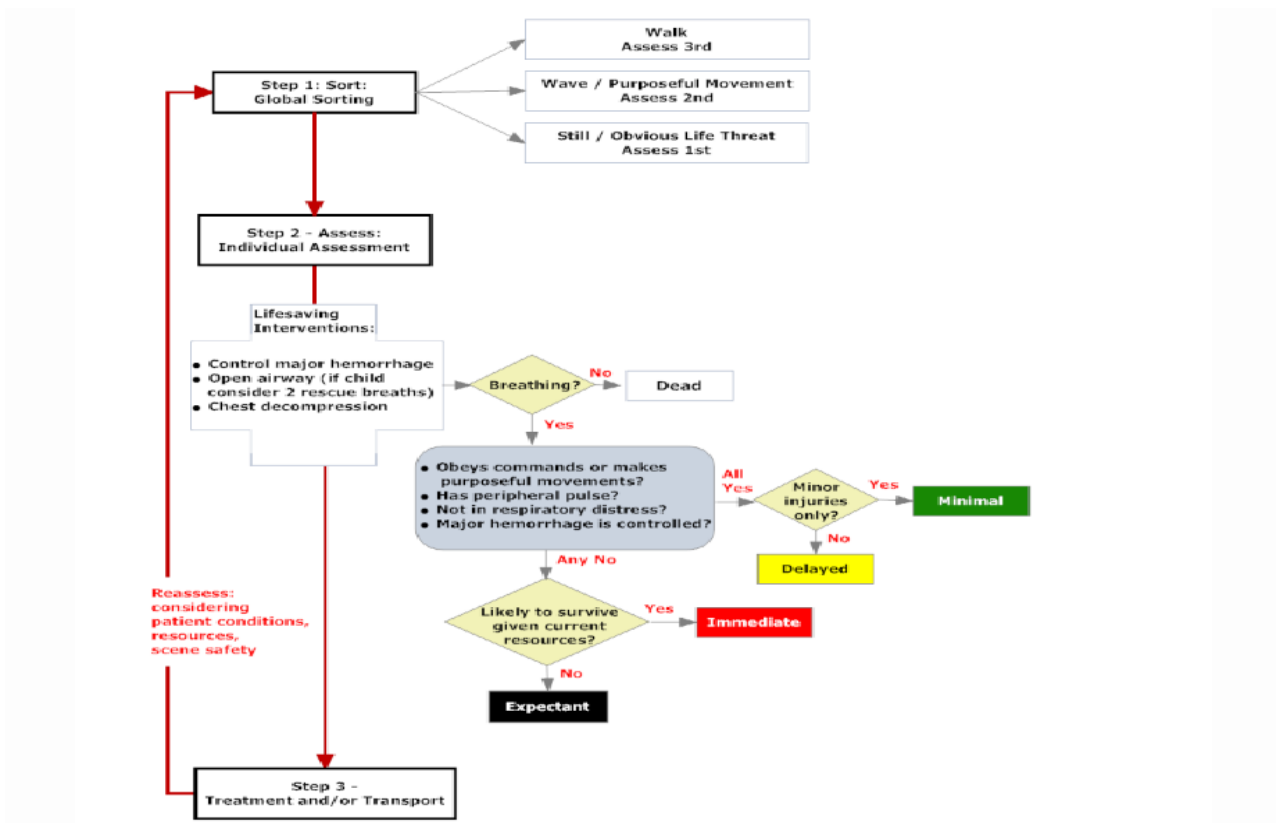 Walk
Assess 3rd
Step 1: Sort:
Global Sorting
Wave / Purposeful Movement
Assess 2nd
Still / Obvious Life Threat
Assess 1st
Step 2 - Assess:
Individual Assessment
Lifesaving
Interventions:
• Control major hemorrhage
• Open airway (if child
consider 2 rescue breaths)
• Chest decompression
Breathing?
No
Dead
Yes
• Obeys commands or makes
purposeful movements?
• Has peripheral pulse?
• Not in respiratory distress?
• Major hemorrhage is controlled?
All
Yes
Minor
injuries
only?
Yes
Minimal
No
Delayed
Any No
Likely to survive
given current
resources?
Yes
Immediate
No
Expectant
Reassess:
considering
patient conditions,
resources,
scene safety
Step 3 -
Treatment and/or Transport